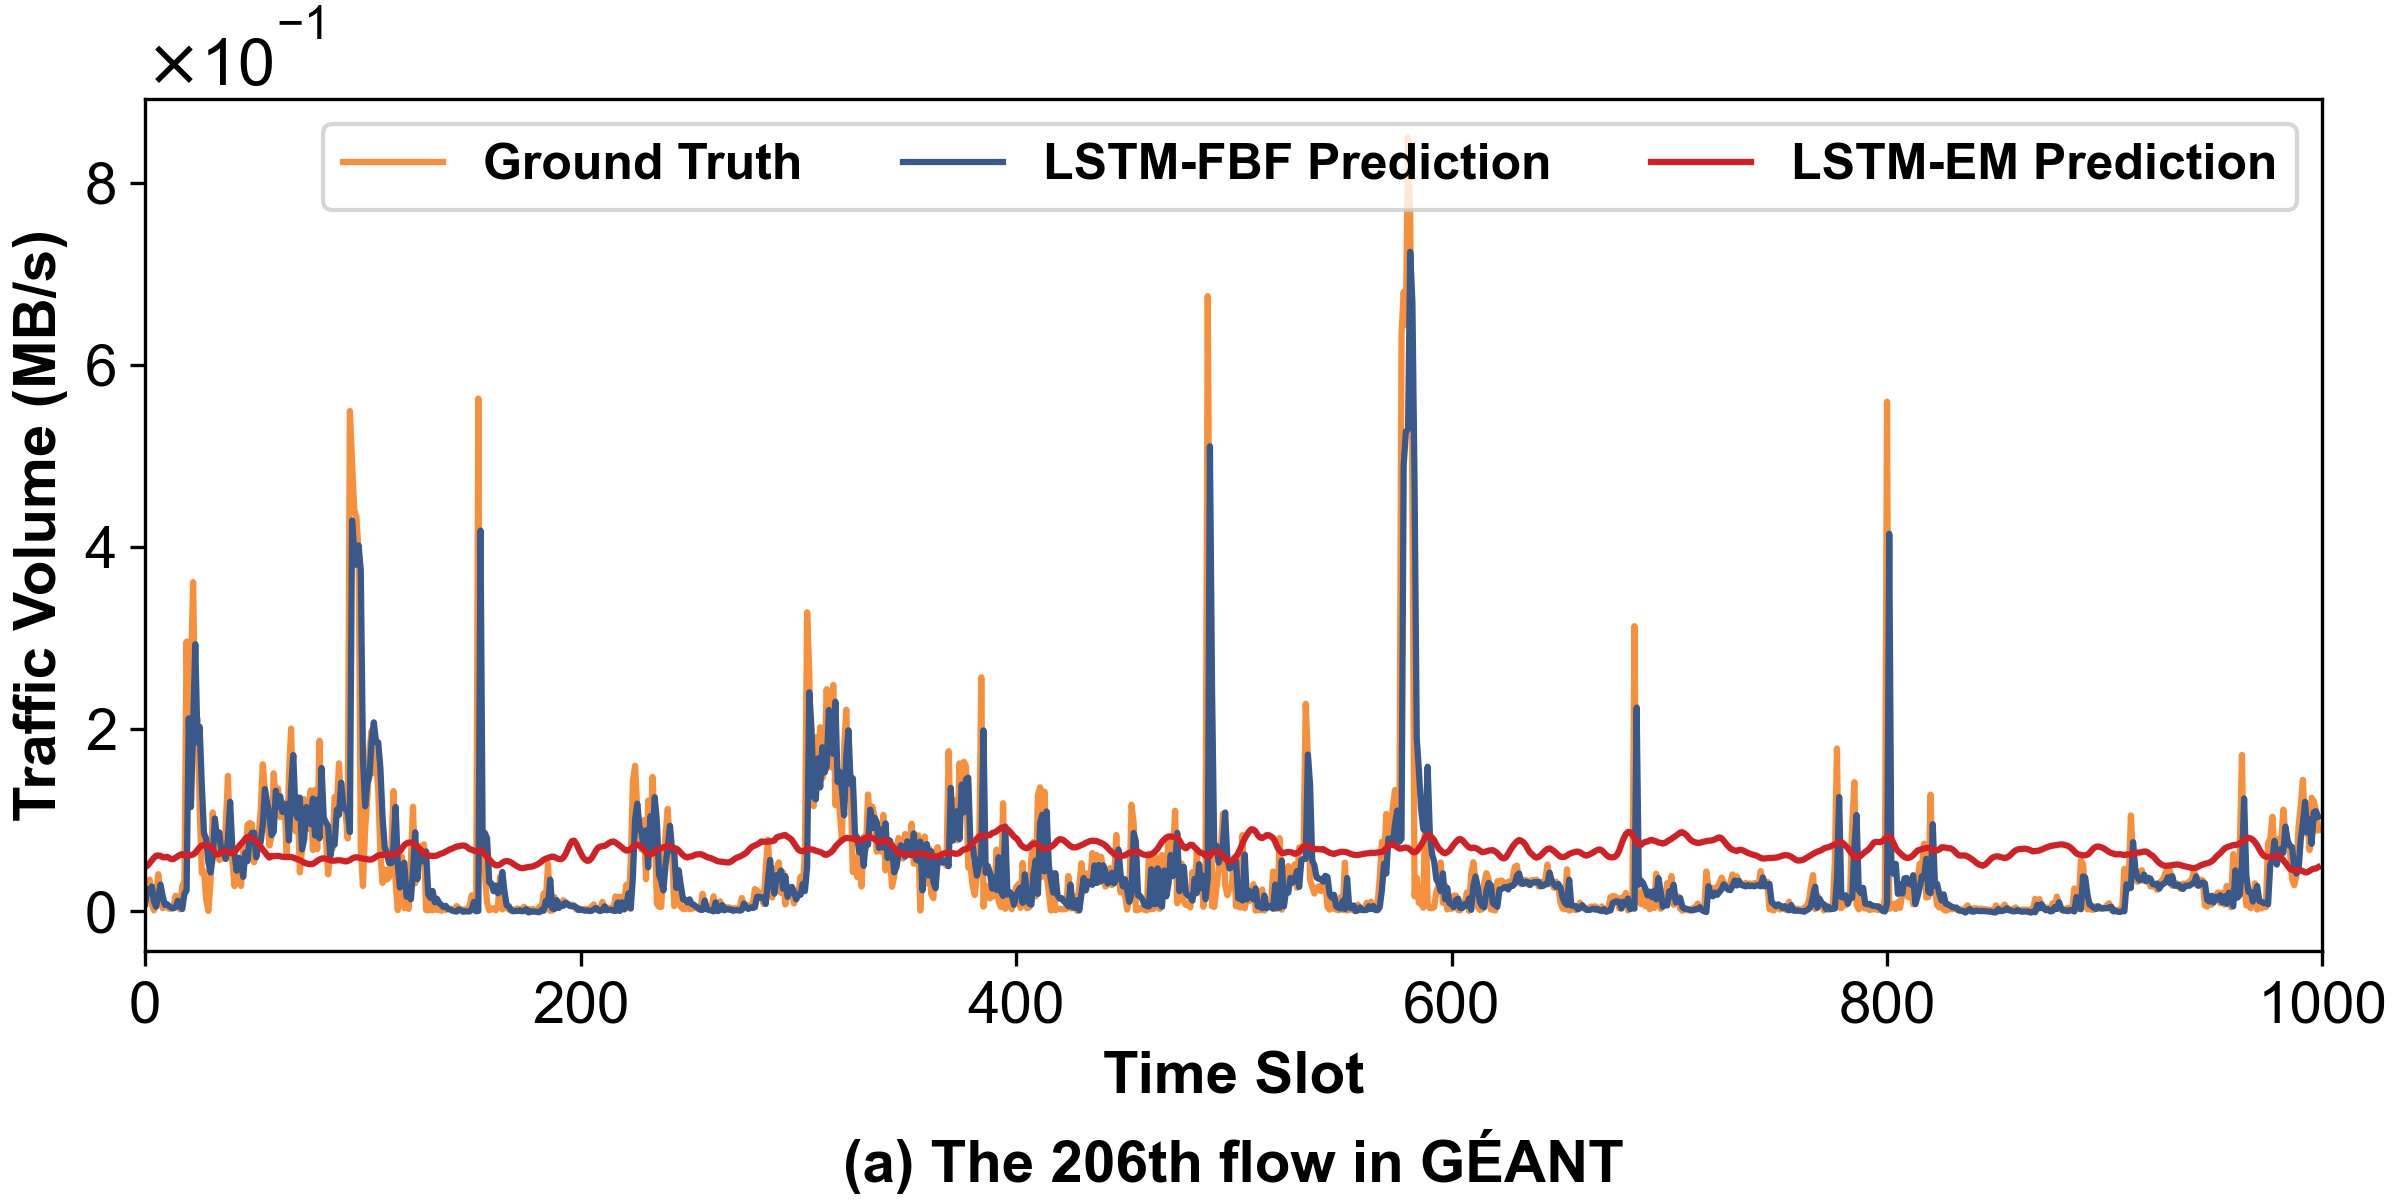 ×10⁻¹
Ground Truth LSTM-FBF Prediction LSTM-EM Prediction
8
6
4
2
0
Traffic Volume (MB/s)
0 200 400 600 800 1000
Time Slot
(a) The 206th flow in GÉANT